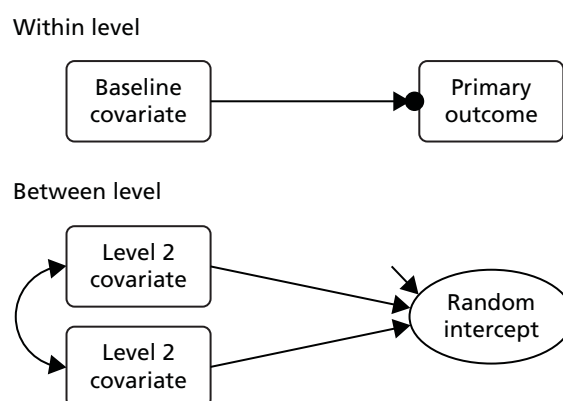 Within level
Baseline
covariate
Primary
outcome
Between level
Level 2
covariate
Level 2
covariate
Random
intercept